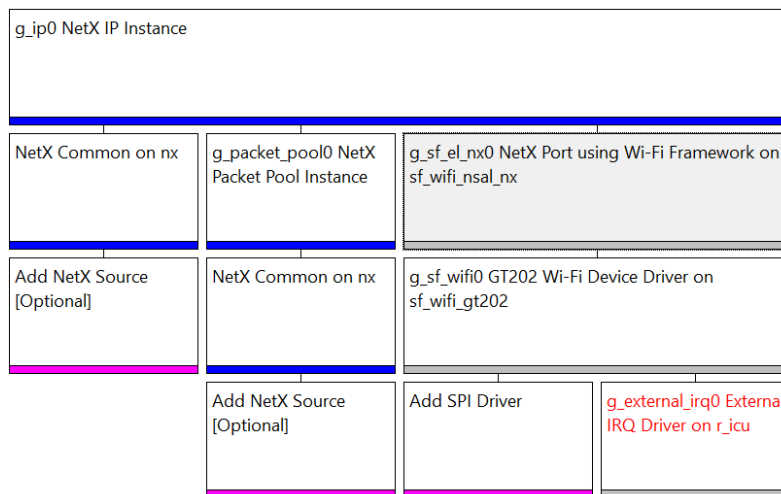 g_ip0 NetX IP Instance
NetX Common on nx
g_packet_pool0 NetX
Packet Pool Instance
g_sf_el_nx0 NetX Port using Wi-Fi Framework on
sf_wifi_nsal_nx
Add NetX Source
[Optional]
NetX Common on nx
g_sf_wifi0 GT202 Wi-Fi Device Driver on
sf_wifi_gt202
Add NetX Source
[Optional]
Add SPI Driver
g_external_irq0 Externa
IRQ Driver on r_icu